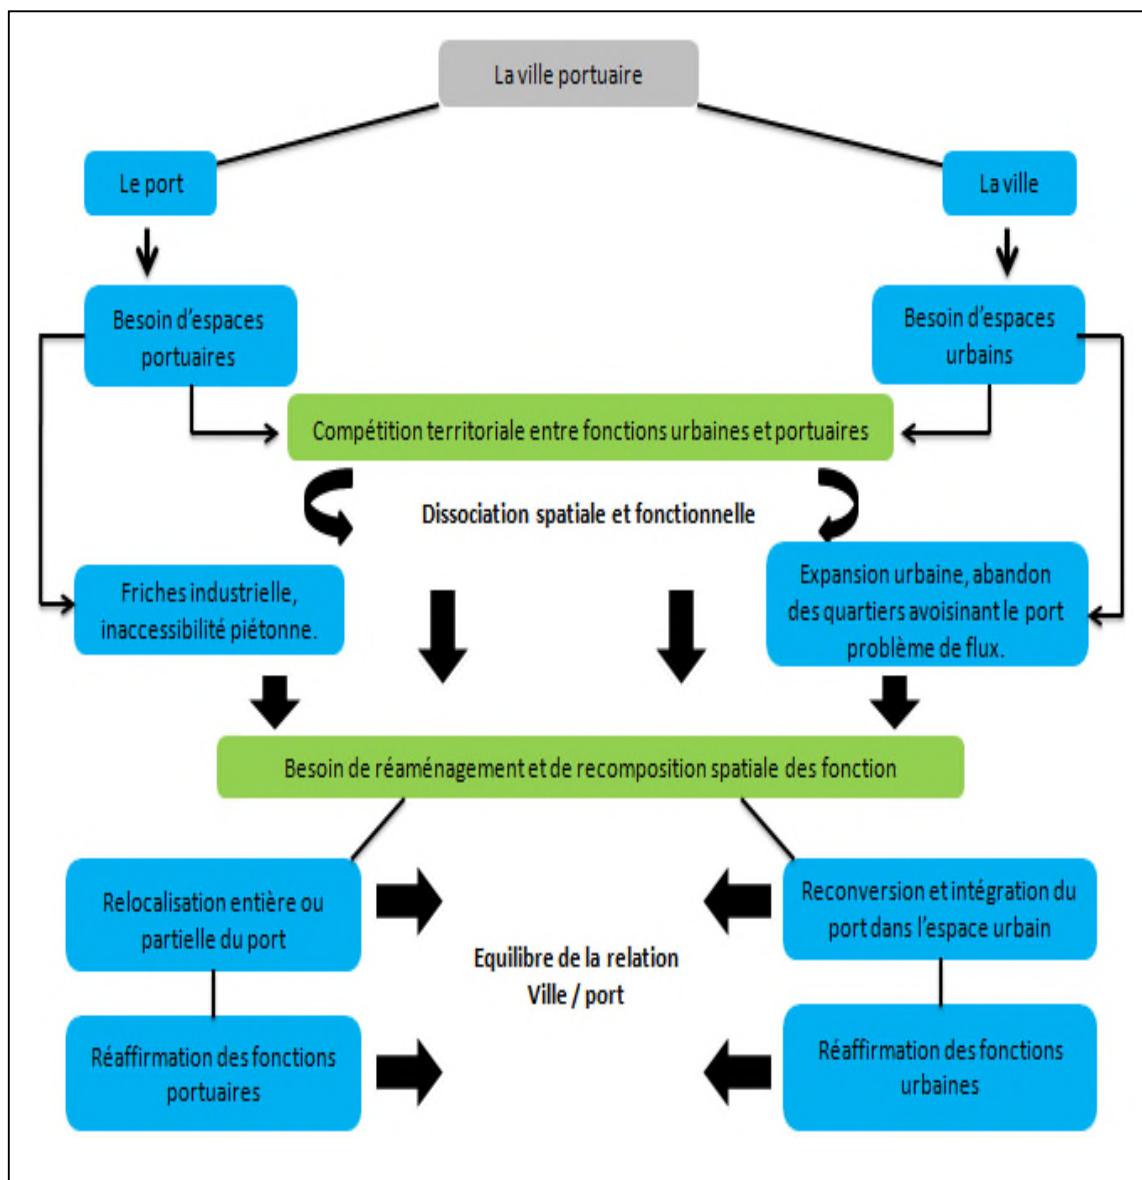 La ville portuaire
Le port
La ville
Besoin d'espaces
portuaires
Besoin d'espaces
urbains
Compétition territoriale entre fonctions urbaines et portuaires
Dissociation spatiale et fonctionnelle
Friches industrielle,
inaccessibilité piétonne.
Expansion urbaine, abandon
des quartiers avoisinant le port
problème de flux.
Besoin de réaménagement et de recomposition spatiale des fonction
Relocalisation entière ou
partielle du port
Reconversion et intégration du
port dans l'espace urbain
Equilibre de la relation
Ville / port
Réaffirmation des fonctions
portuaires
Réaffirmation des fonctions
urbaines